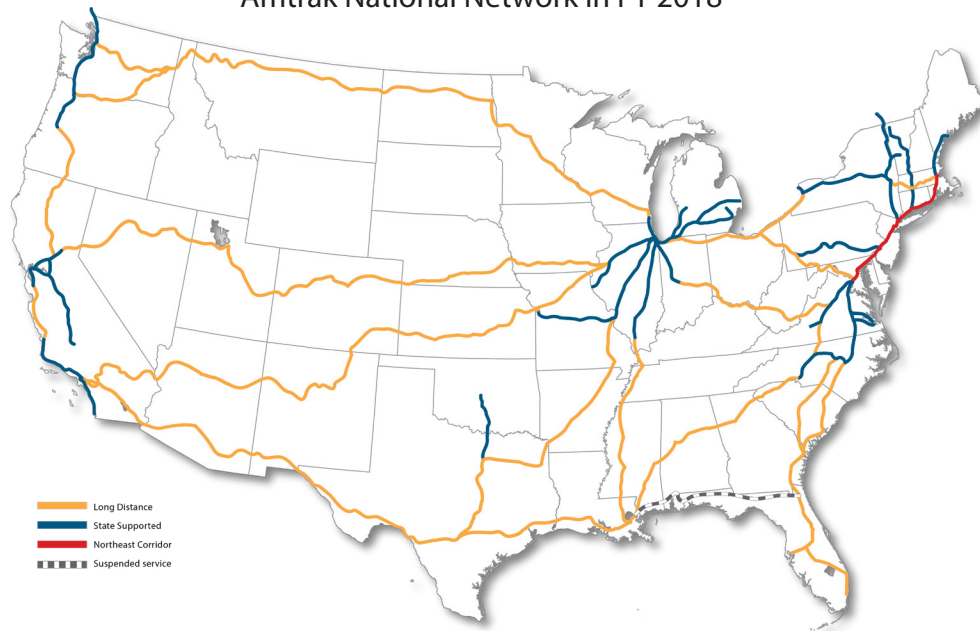 Amtrak National Network in FY 2018
Long Distance
State Supported
Northeast Corridor
Suspended service